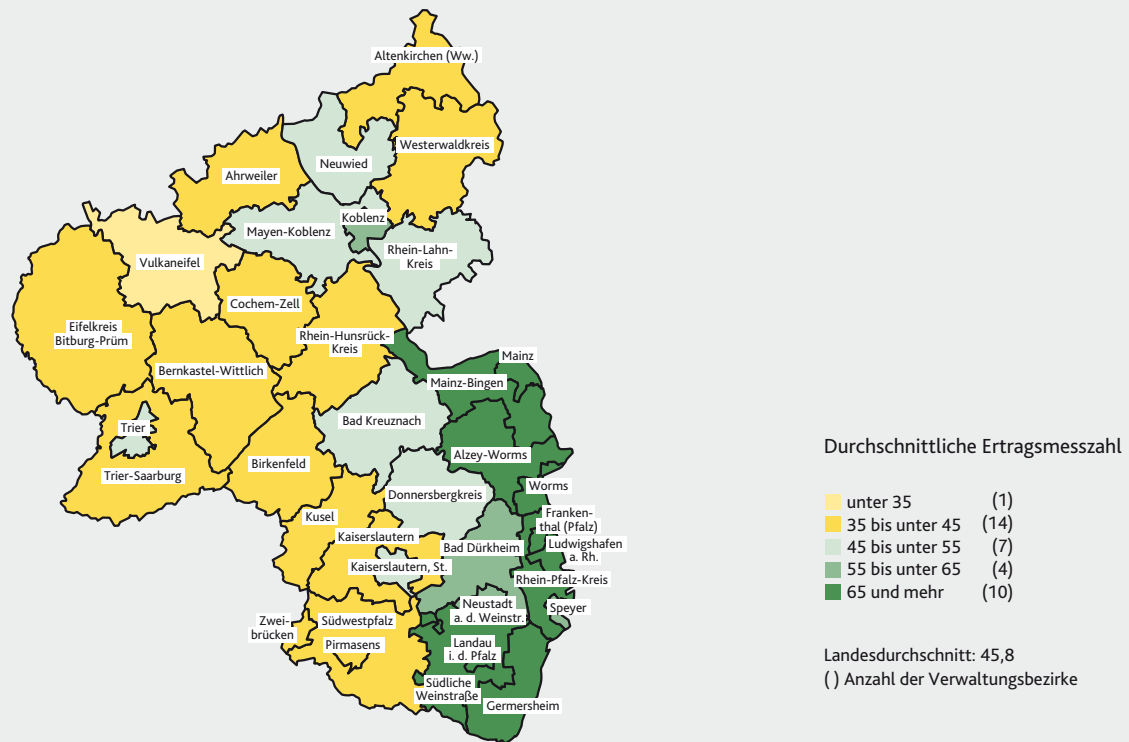 Altenkirchen (Ww.)
Westerwaldkreis
Neuwied
Ahrweiler
Koblenz
Mayen-Koblenz
Rhein-Lahn-
Kreis
Vulkaneifel
Cochem-Zell
Eifelkreis
Bitburg-Prüm
Rhein-Hunsrück-
Kreis
Mainz
Bernkastel-Wittlich
Mainz-Bingen
Bad Kreuznach
Trier
Alzey-Worms
Birkenfeld
Trier-Saarburg
Worms
Donnersbergkreis
Kusel
Franken-
thal (Pfalz)
Kaiserslautern
Ludwigshafen
a. Rh.
Bad Dürkheim
Kaiserslautern, St.
Rhein-Pfalz-Kreis
Neustadt
a. d. Weinstr.
Speyer
Zwei-
brücken
Südwestpfalz
Pirmasens
Landau
i. d. Pfalz
Südliche
Weinstraße
Germersheim
Durchschnittliche Ertragsmesszahl
unter 35 (1)
35 bis unter 45 (14)
45 bis unter 55 (7)
55 bis unter 65 (4)
65 und mehr (10)
Landesdurchschnitt: 45,8
( ) Anzahl der Verwaltungsbezirke